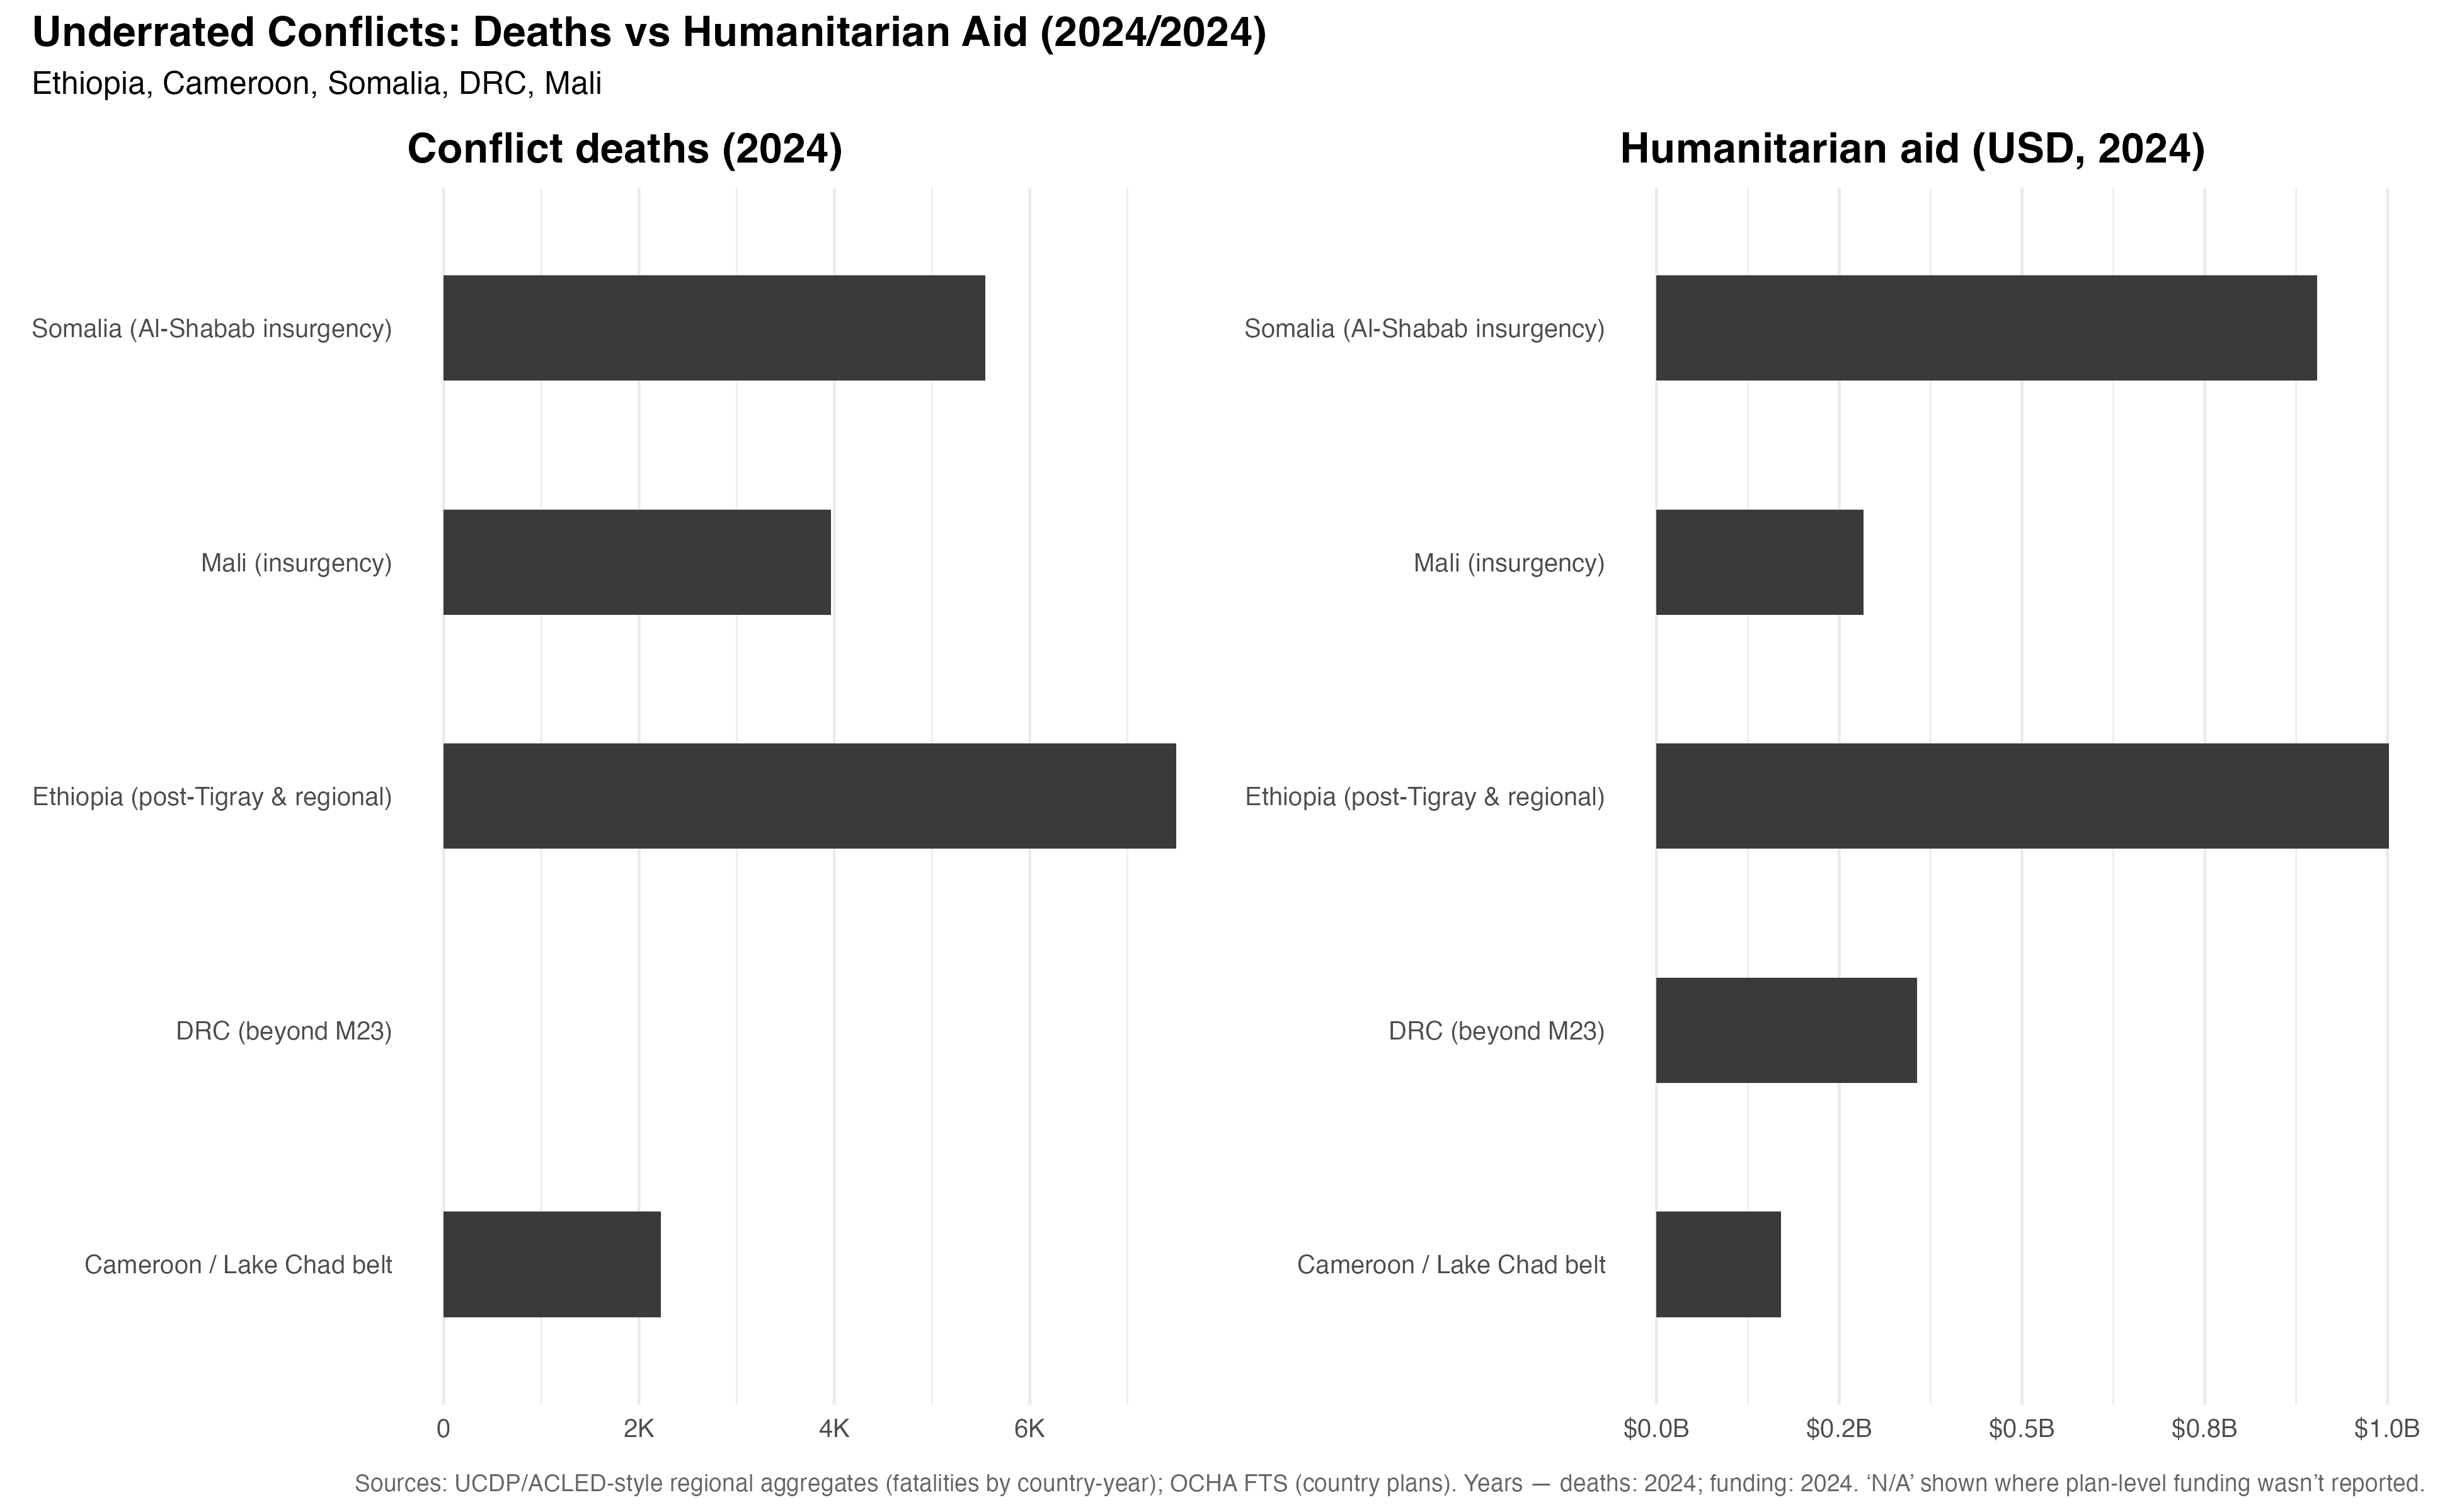 Underrated Conflicts: Deaths vs Humanitarian Aid (2024/2024)
Ethiopia, Cameroon, Somalia, DRC, Mali
Conflict deaths (2024)
Somalia (Al-Shabab insurgency)
Mali (insurgency)
Ethiopia (post-Tigray & regional)
DRC (beyond M23)
Cameroon / Lake Chad belt
0 2K 4K 6K
Humanitarian aid (USD, 2024)
Somalia (Al-Shabab insurgency)
Mali (insurgency)
Ethiopia (post-Tigray & regional)
DRC (beyond M23)
Cameroon / Lake Chad belt
$0.0B $0.2B $0.5B $0.8B $1.0B
Sources: UCDP/ACLED-style regional aggregates (fatalities by country-year); OCHA FTS (country plans). Years — deaths: 2024; funding: 2024. ‘N/A’ shown where plan-level funding wasn’t reported.